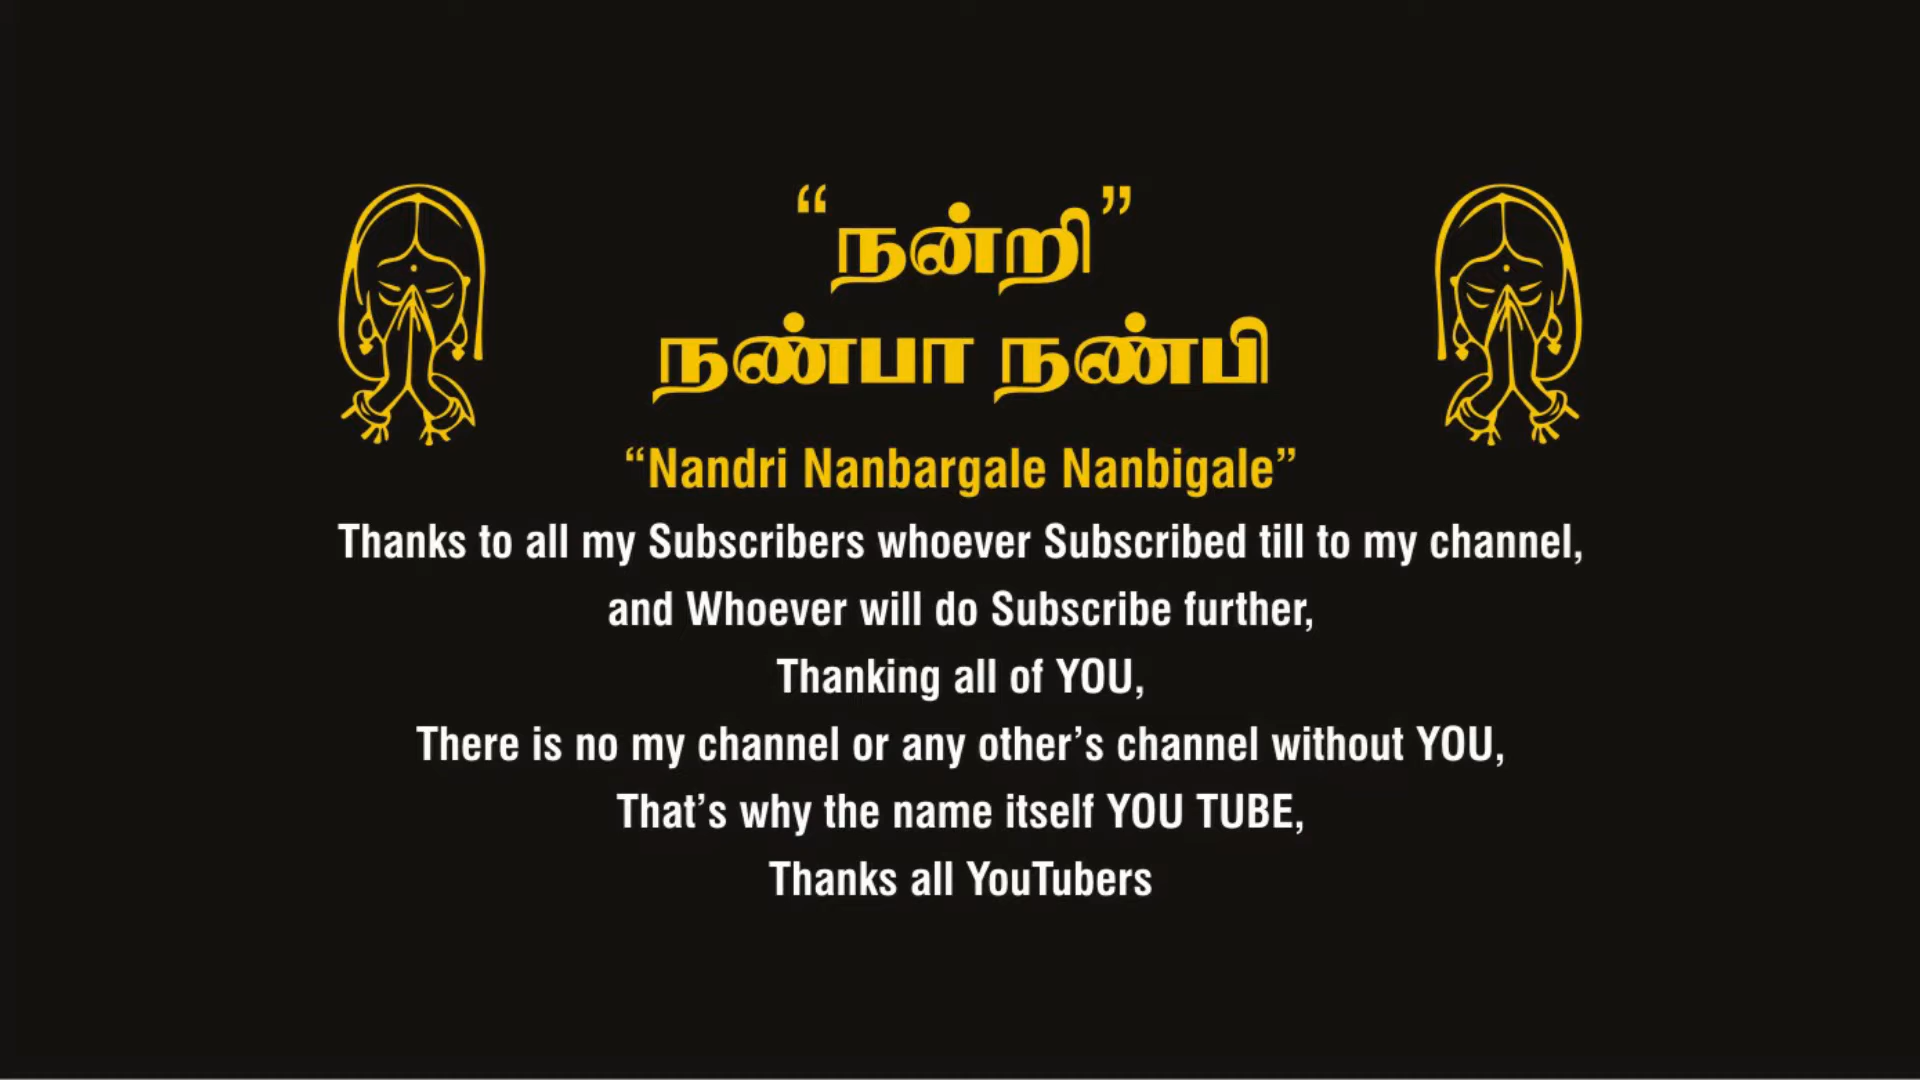 “நன்றி”
நண்பா நண்பி
“Nandri Nanbargale Nanbigale”
Thanks to all my Subscribers whoever Subscribed till to my channel,
and Whoever will do Subscribe further,
Thanking all of YOU,
There is no my channel or any other’s channel without YOU,
That’s why the name itself YOU TUBE,
Thanks all YouTubers